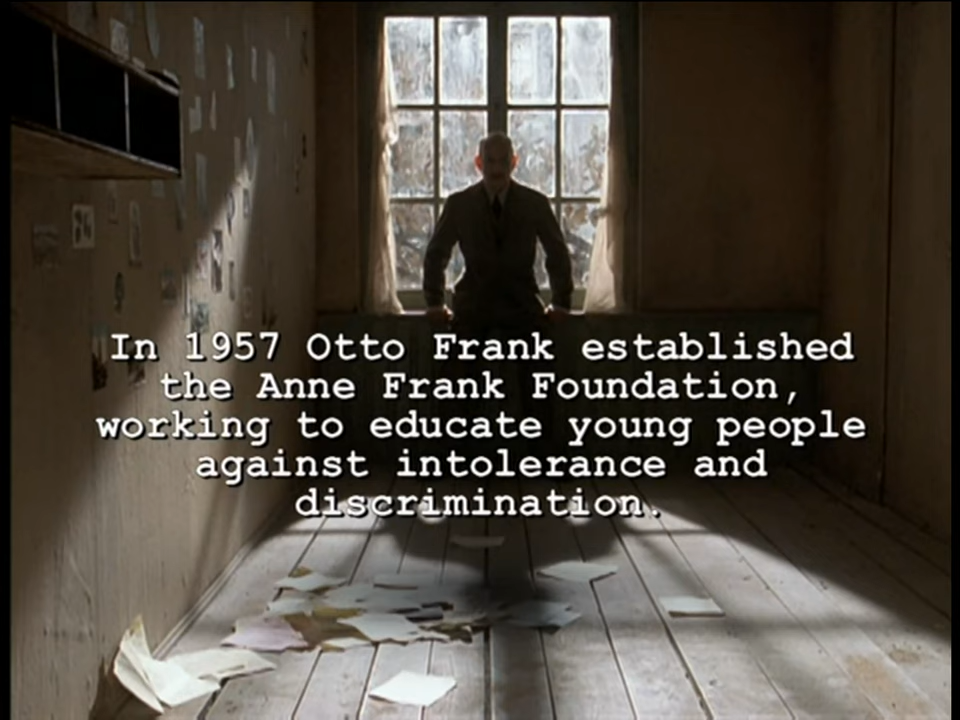 In 1957 Otto Frank established
the Anne Frank Foundation,
working to educate young people
against intolerance and
discrimination.